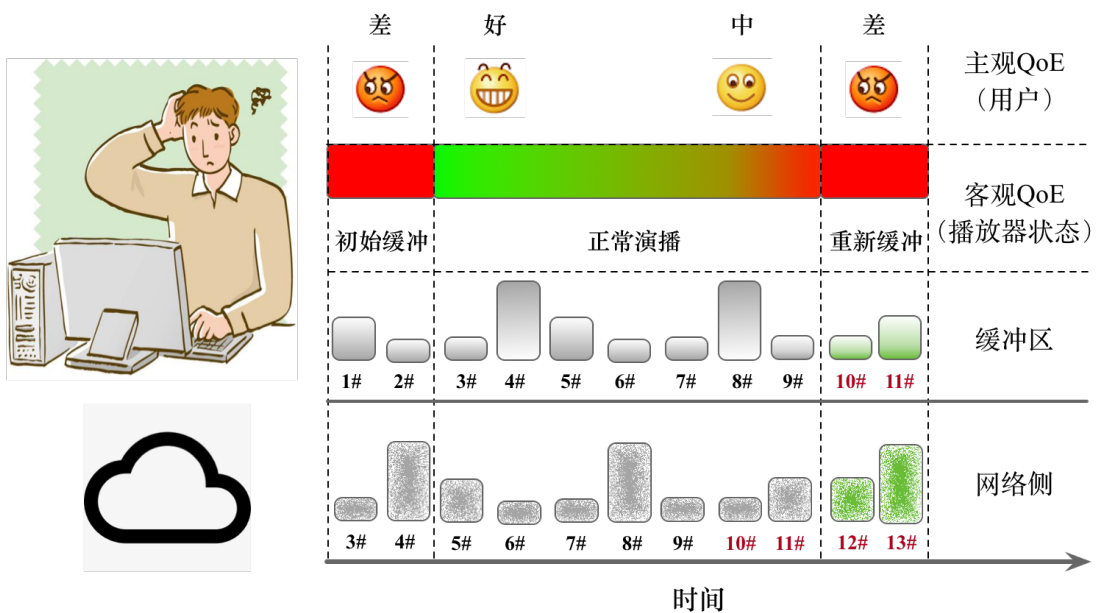 差 好 中 差
主观QoE
（用户）
客观QoE
（播放器状态）
初始缓冲 正常演播 重新缓冲
缓冲区
1# 2# 3# 4# 5# 6# 7# 8# 9# 10# 11#
网络侧
3# 4# 5# 6# 7# 8# 9# 10# 11# 12# 13#
时间